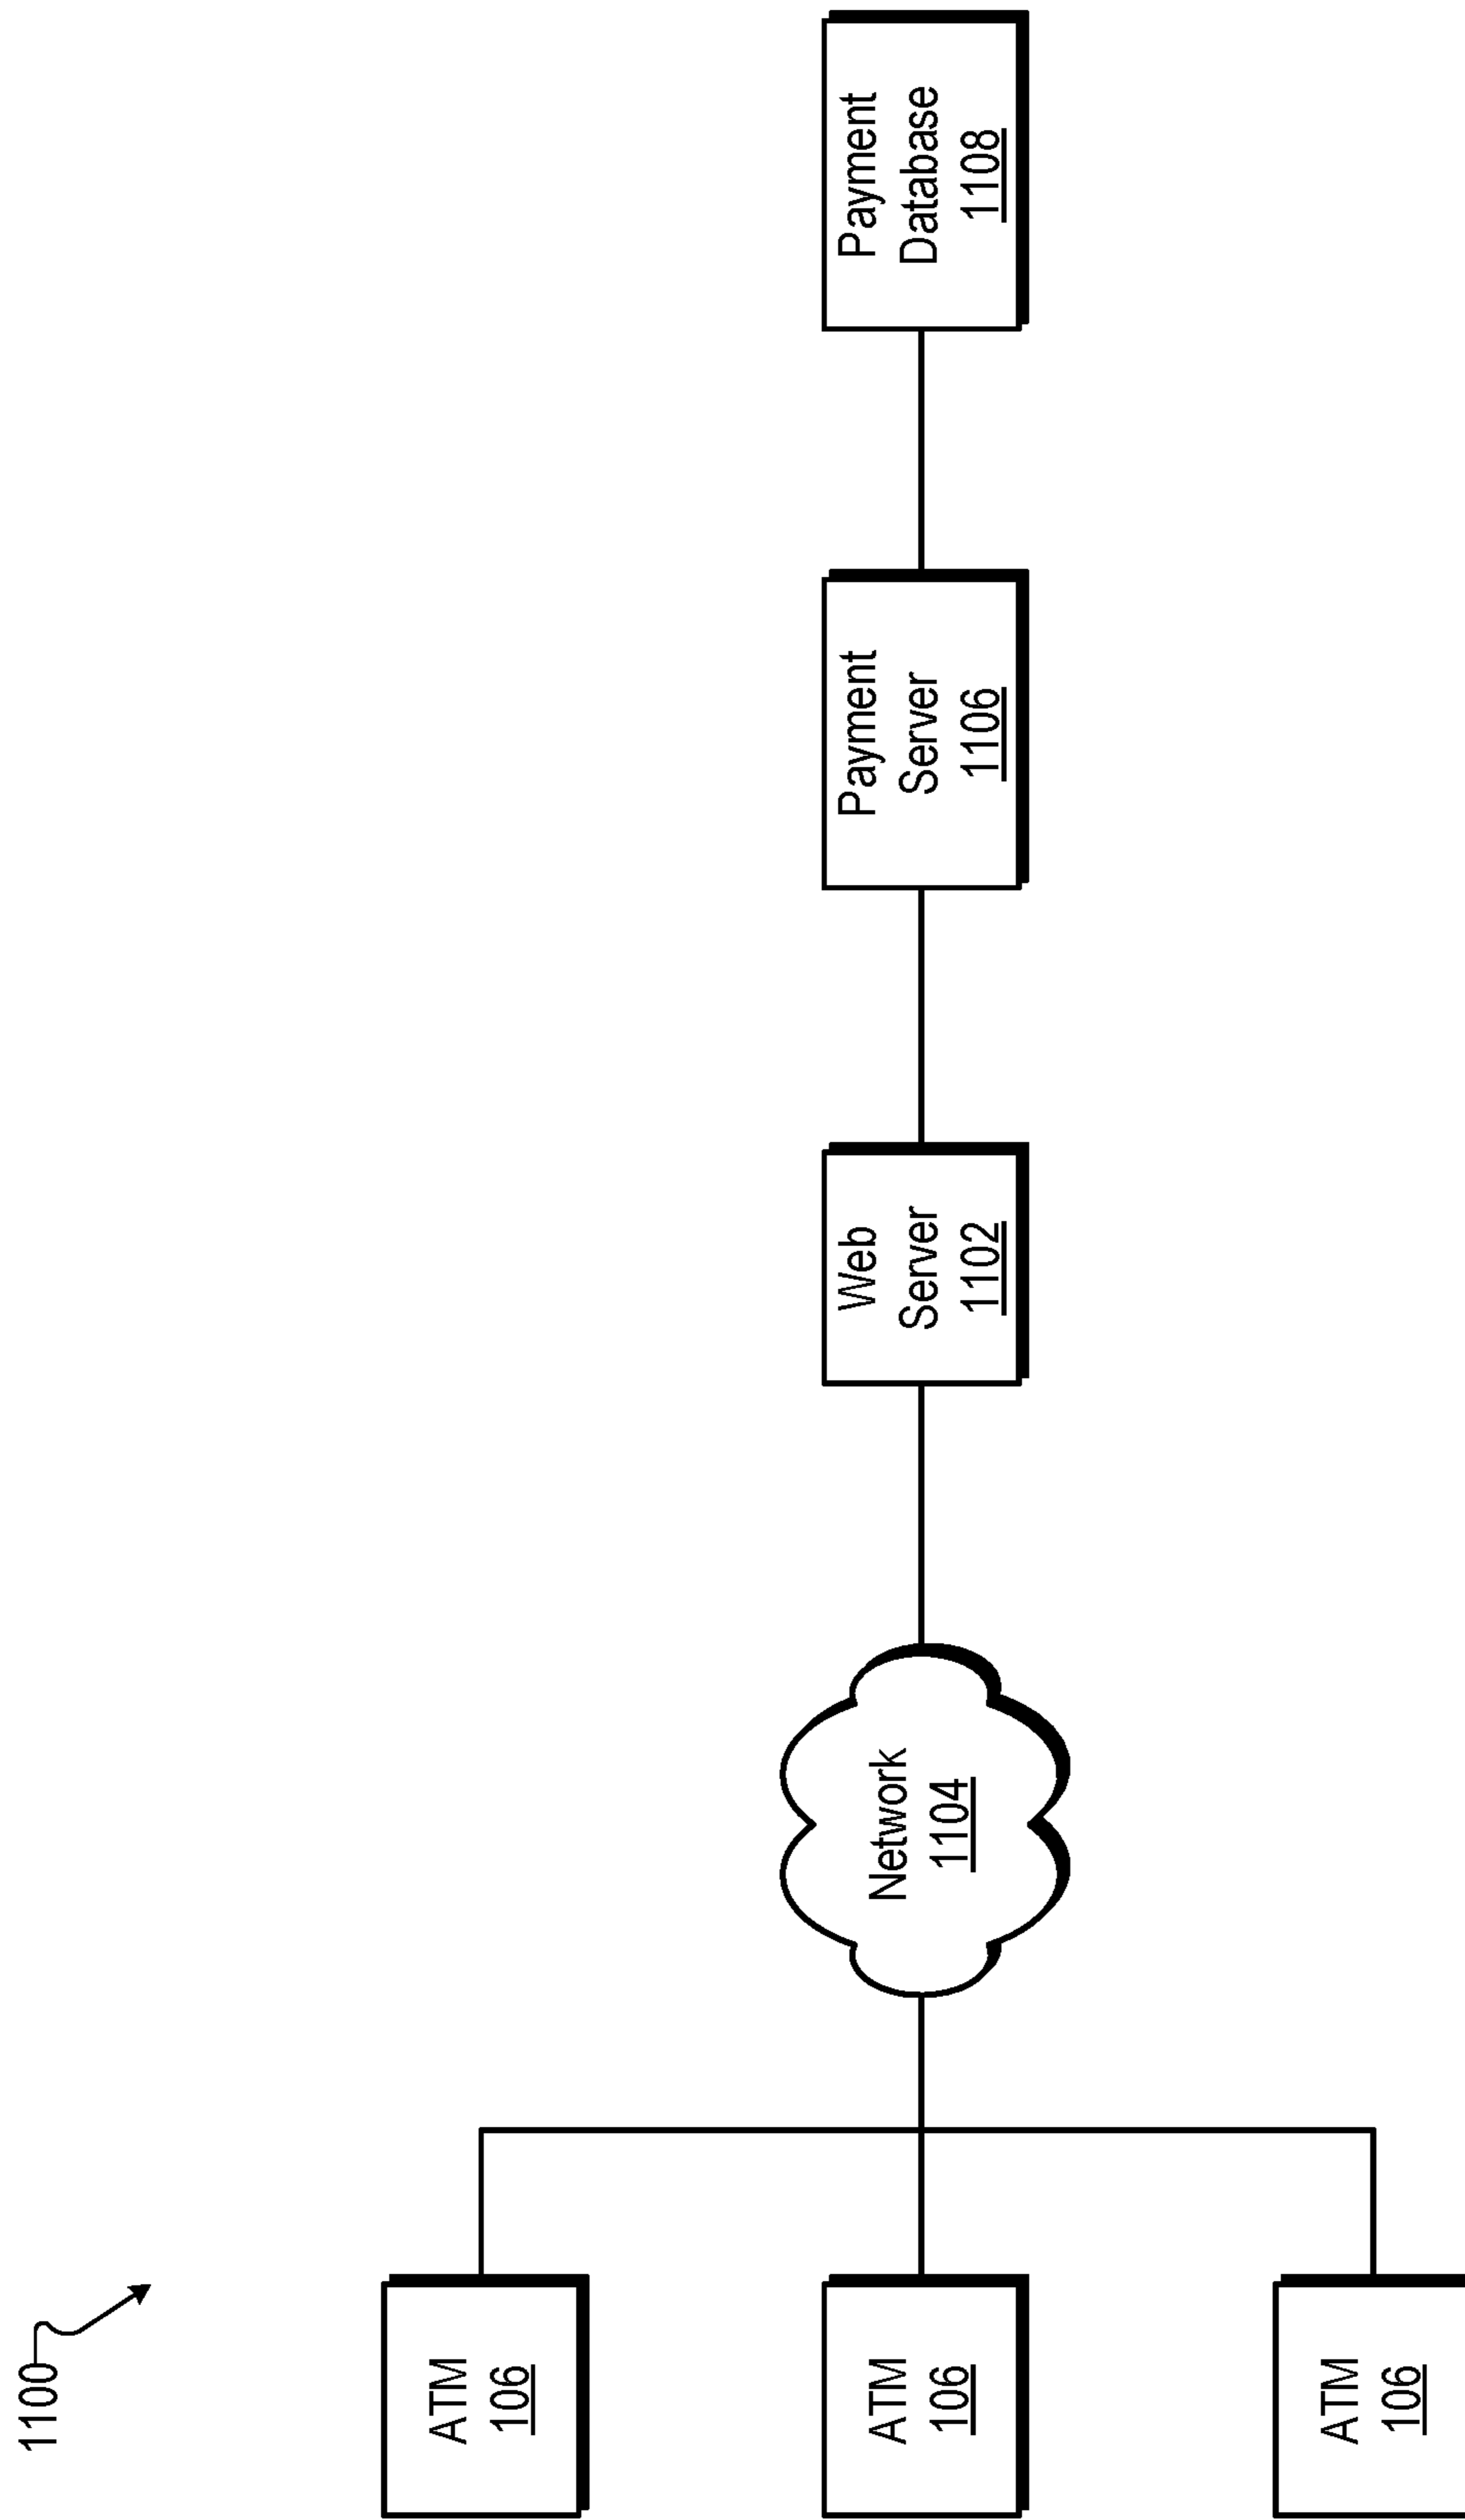 1100
ATM
106
ATM
106
ATM
106
Network
1104
Web
Server
1102
Payment
Server
1106
Payment
Database
1108